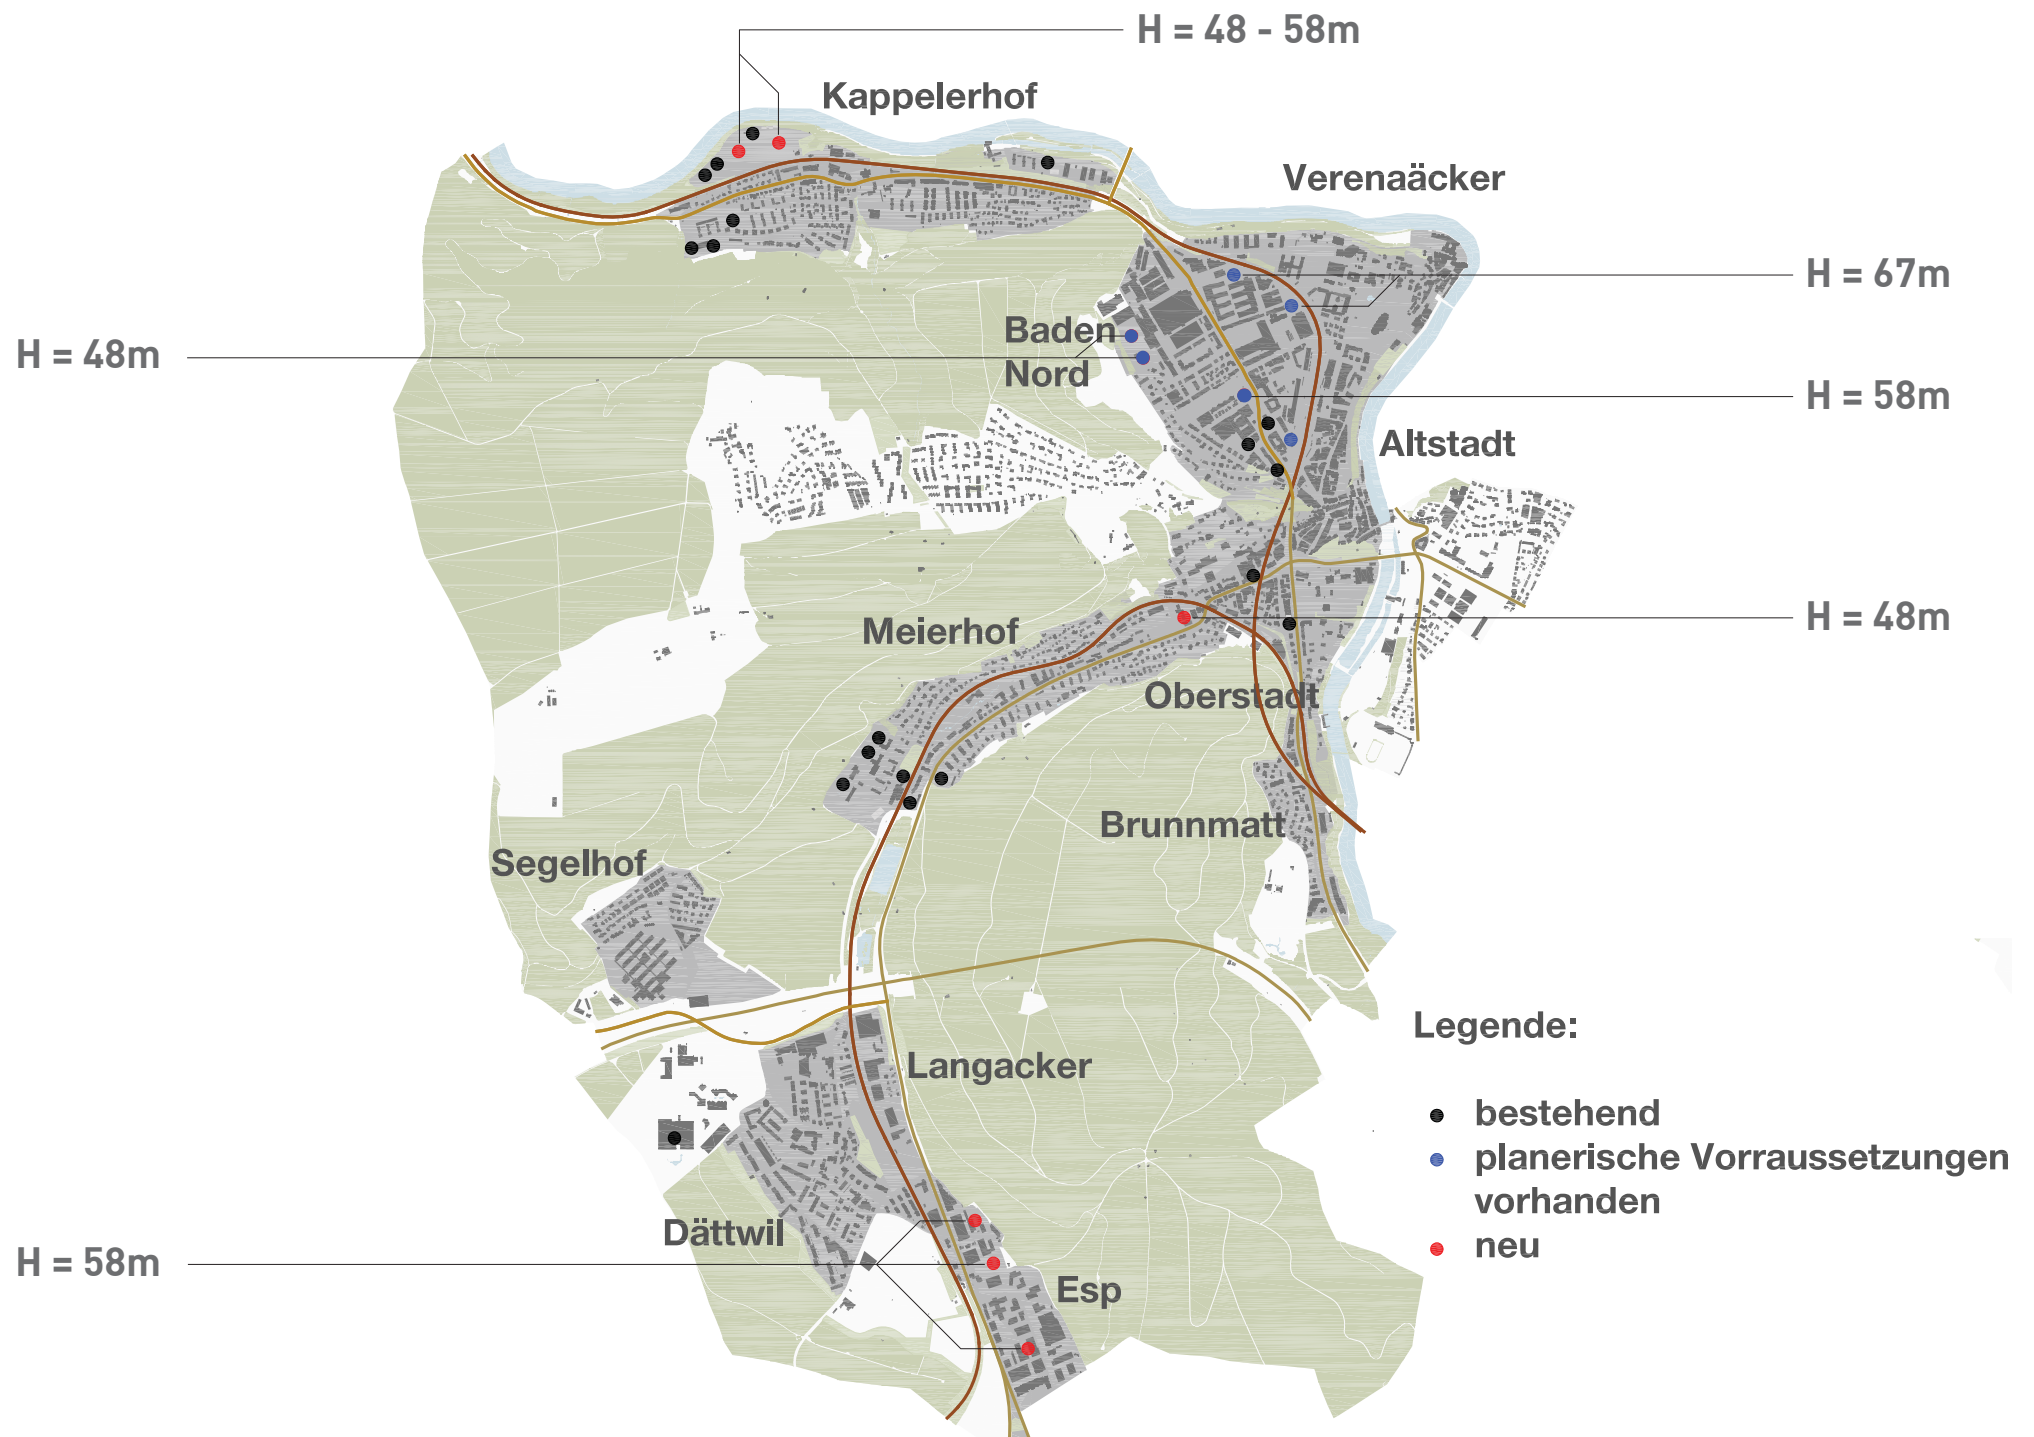 H = 48 - 58m
Kappelerhof
Verenaäcker
H = 67m
Baden
Nord
H = 48m
H = 58m
Altstadt
Meierhof
H = 48m
Oberstadt
Brunnmatt
Segelhof
Langacker
Dättwil
H = 58m
Esp
Legende:
bestehend
planerische Vorraussetzungen
vorhanden
neu